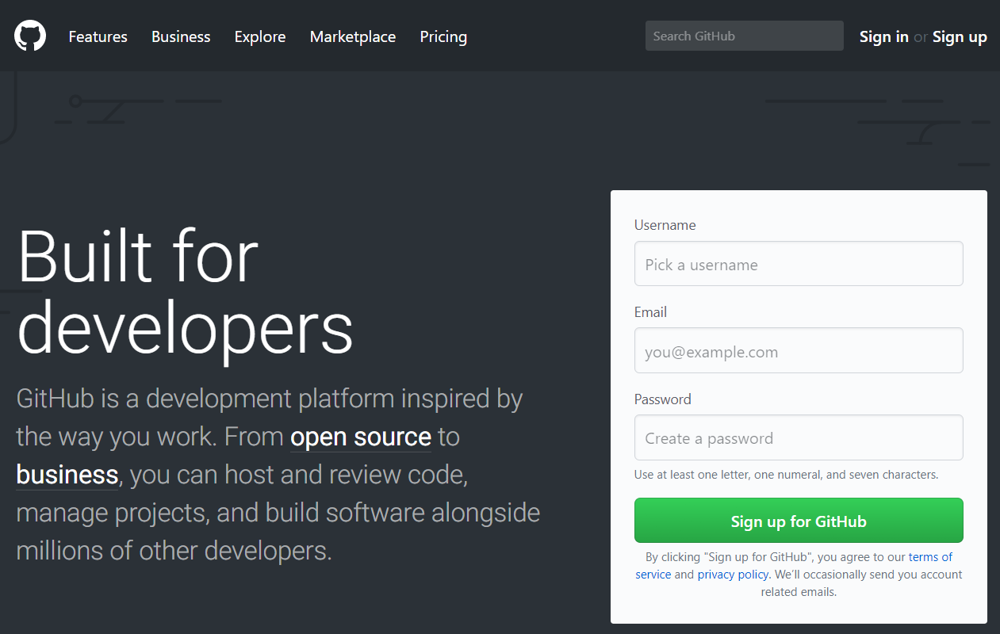 Features Business Explore Marketplace Pricing Search GitHub Sign in or Sign up
Built for
developers
GitHub is a development platform inspired by
the way you work. From open source to
business, you can host and review code,
manage projects, and build software alongside
millions of other developers.
Username
Pick a username
Email
you@example.com
Password
Create a password
Use at least one letter, one numeral, and seven characters.
Sign up for GitHub
By clicking "Sign up for GitHub", you agree to our terms of
service and privacy policy. We’ll occasionally send you account
related emails.